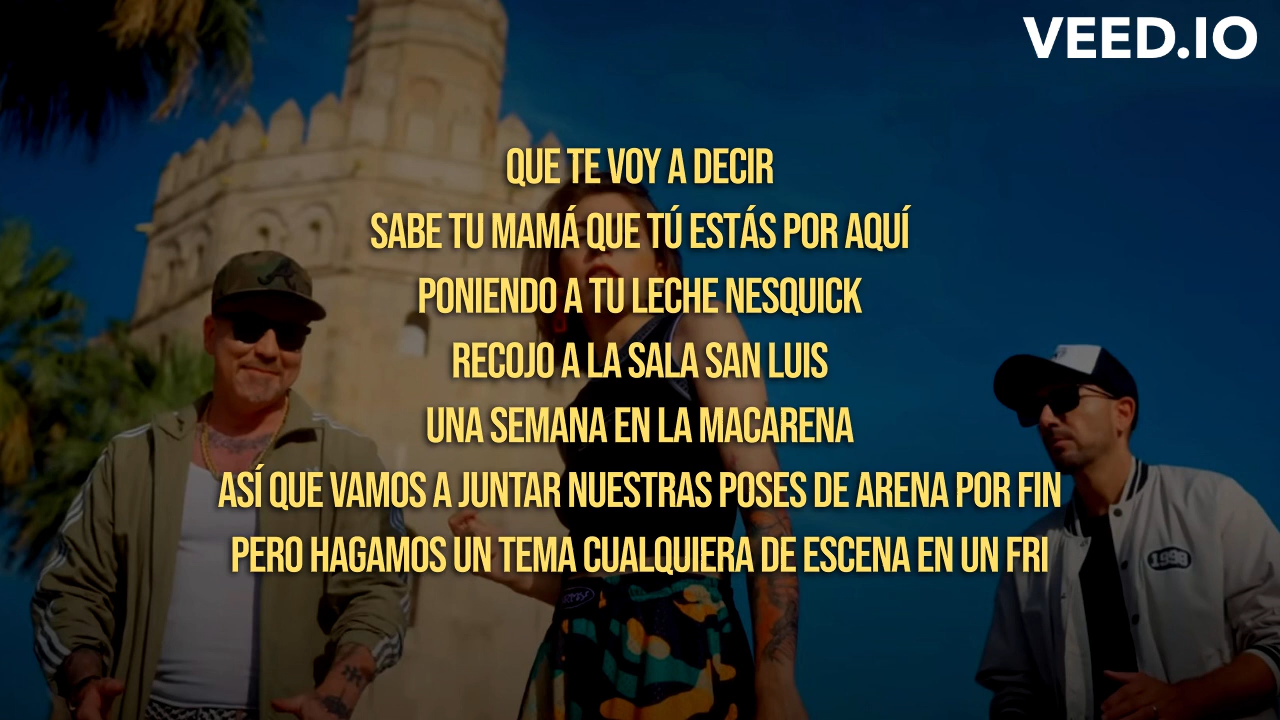 VEED.IO
QUE TE VOY A DECIR
SABE TU MAMÁ QUE TÚ ESTÁS POR AQUÍ
PONIENDO A TU LECHE NESQUICK
RECOJO A LA SALA SAN LUIS
UNA SEMANA EN LA MACARENA
ASÍ QUE VAMOS A JUNTAR NUESTRAS POSES DE ARENA POR FIN
PERO HAGAMOS UN TEMA CUALQUIERA DE ESCENA EN UN FRI
1993